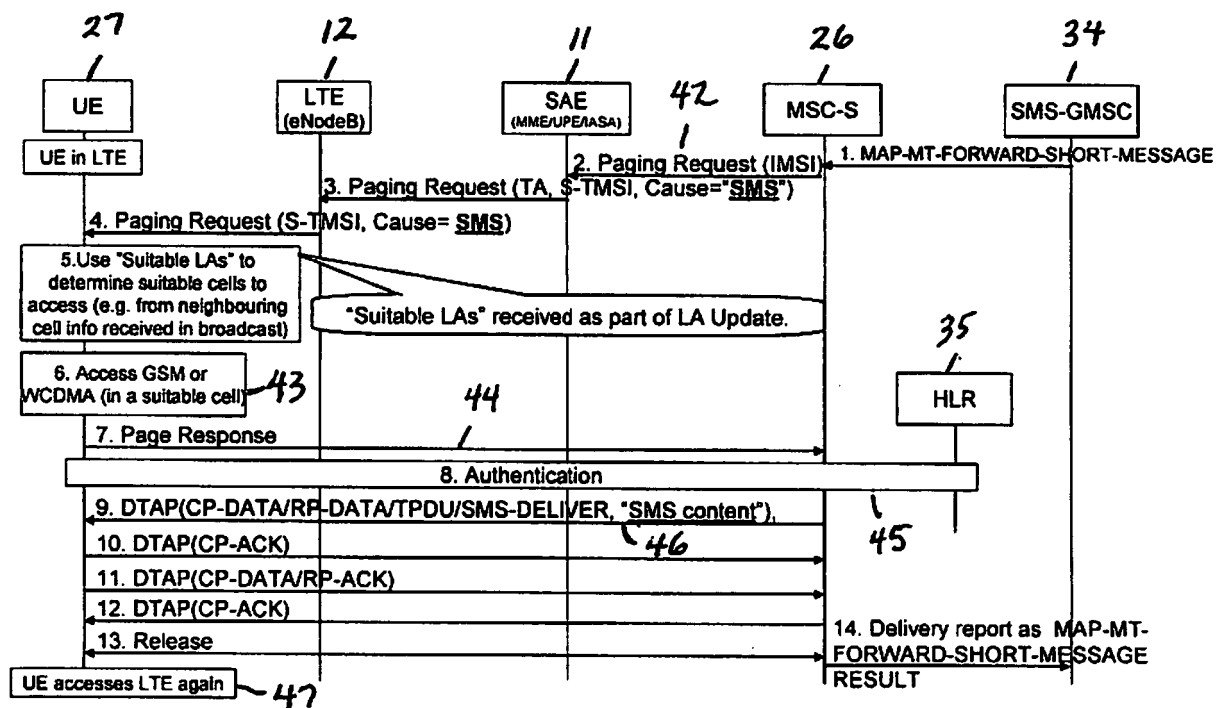 27
12
11
26
34
UE
LTE
(eNodeB)
SAE
(MME/UPE/IASA)
42
MSC-S
SMS-GMSC
UE in LTE
1. MAP-MT-FORWARD-SHORT-MESSAGE
2. Paging Request (IMSI)
3. Paging Request (TA, S-TMSI, Cause="SMS")
4. Paging Request (S-TMSI, Cause= SMS)
5.Use "Suitable LAs" to
determine suitable cells to
access (e.g. from neighbouring
cell info received in broadcast)
"Suitable LAs" received as part of LA Update.
35
6. Access GSM or
WCDMA (in a suitable cell)
43
HLR
44
7. Page Response
8. Authentication
9. DTAP(CP-DATA/RP-DATA/TPDU/SMS-DELIVER, "SMS content"),
46
45
10. DTAP(CP-ACK)
11. DTAP(CP-DATA/RP-ACK)
12. DTAP(CP-ACK)
13. Release
14. Delivery report as MAP-MT-
FORWARD-SHORT-MESSAGE
RESULT
UE accesses LTE again
47